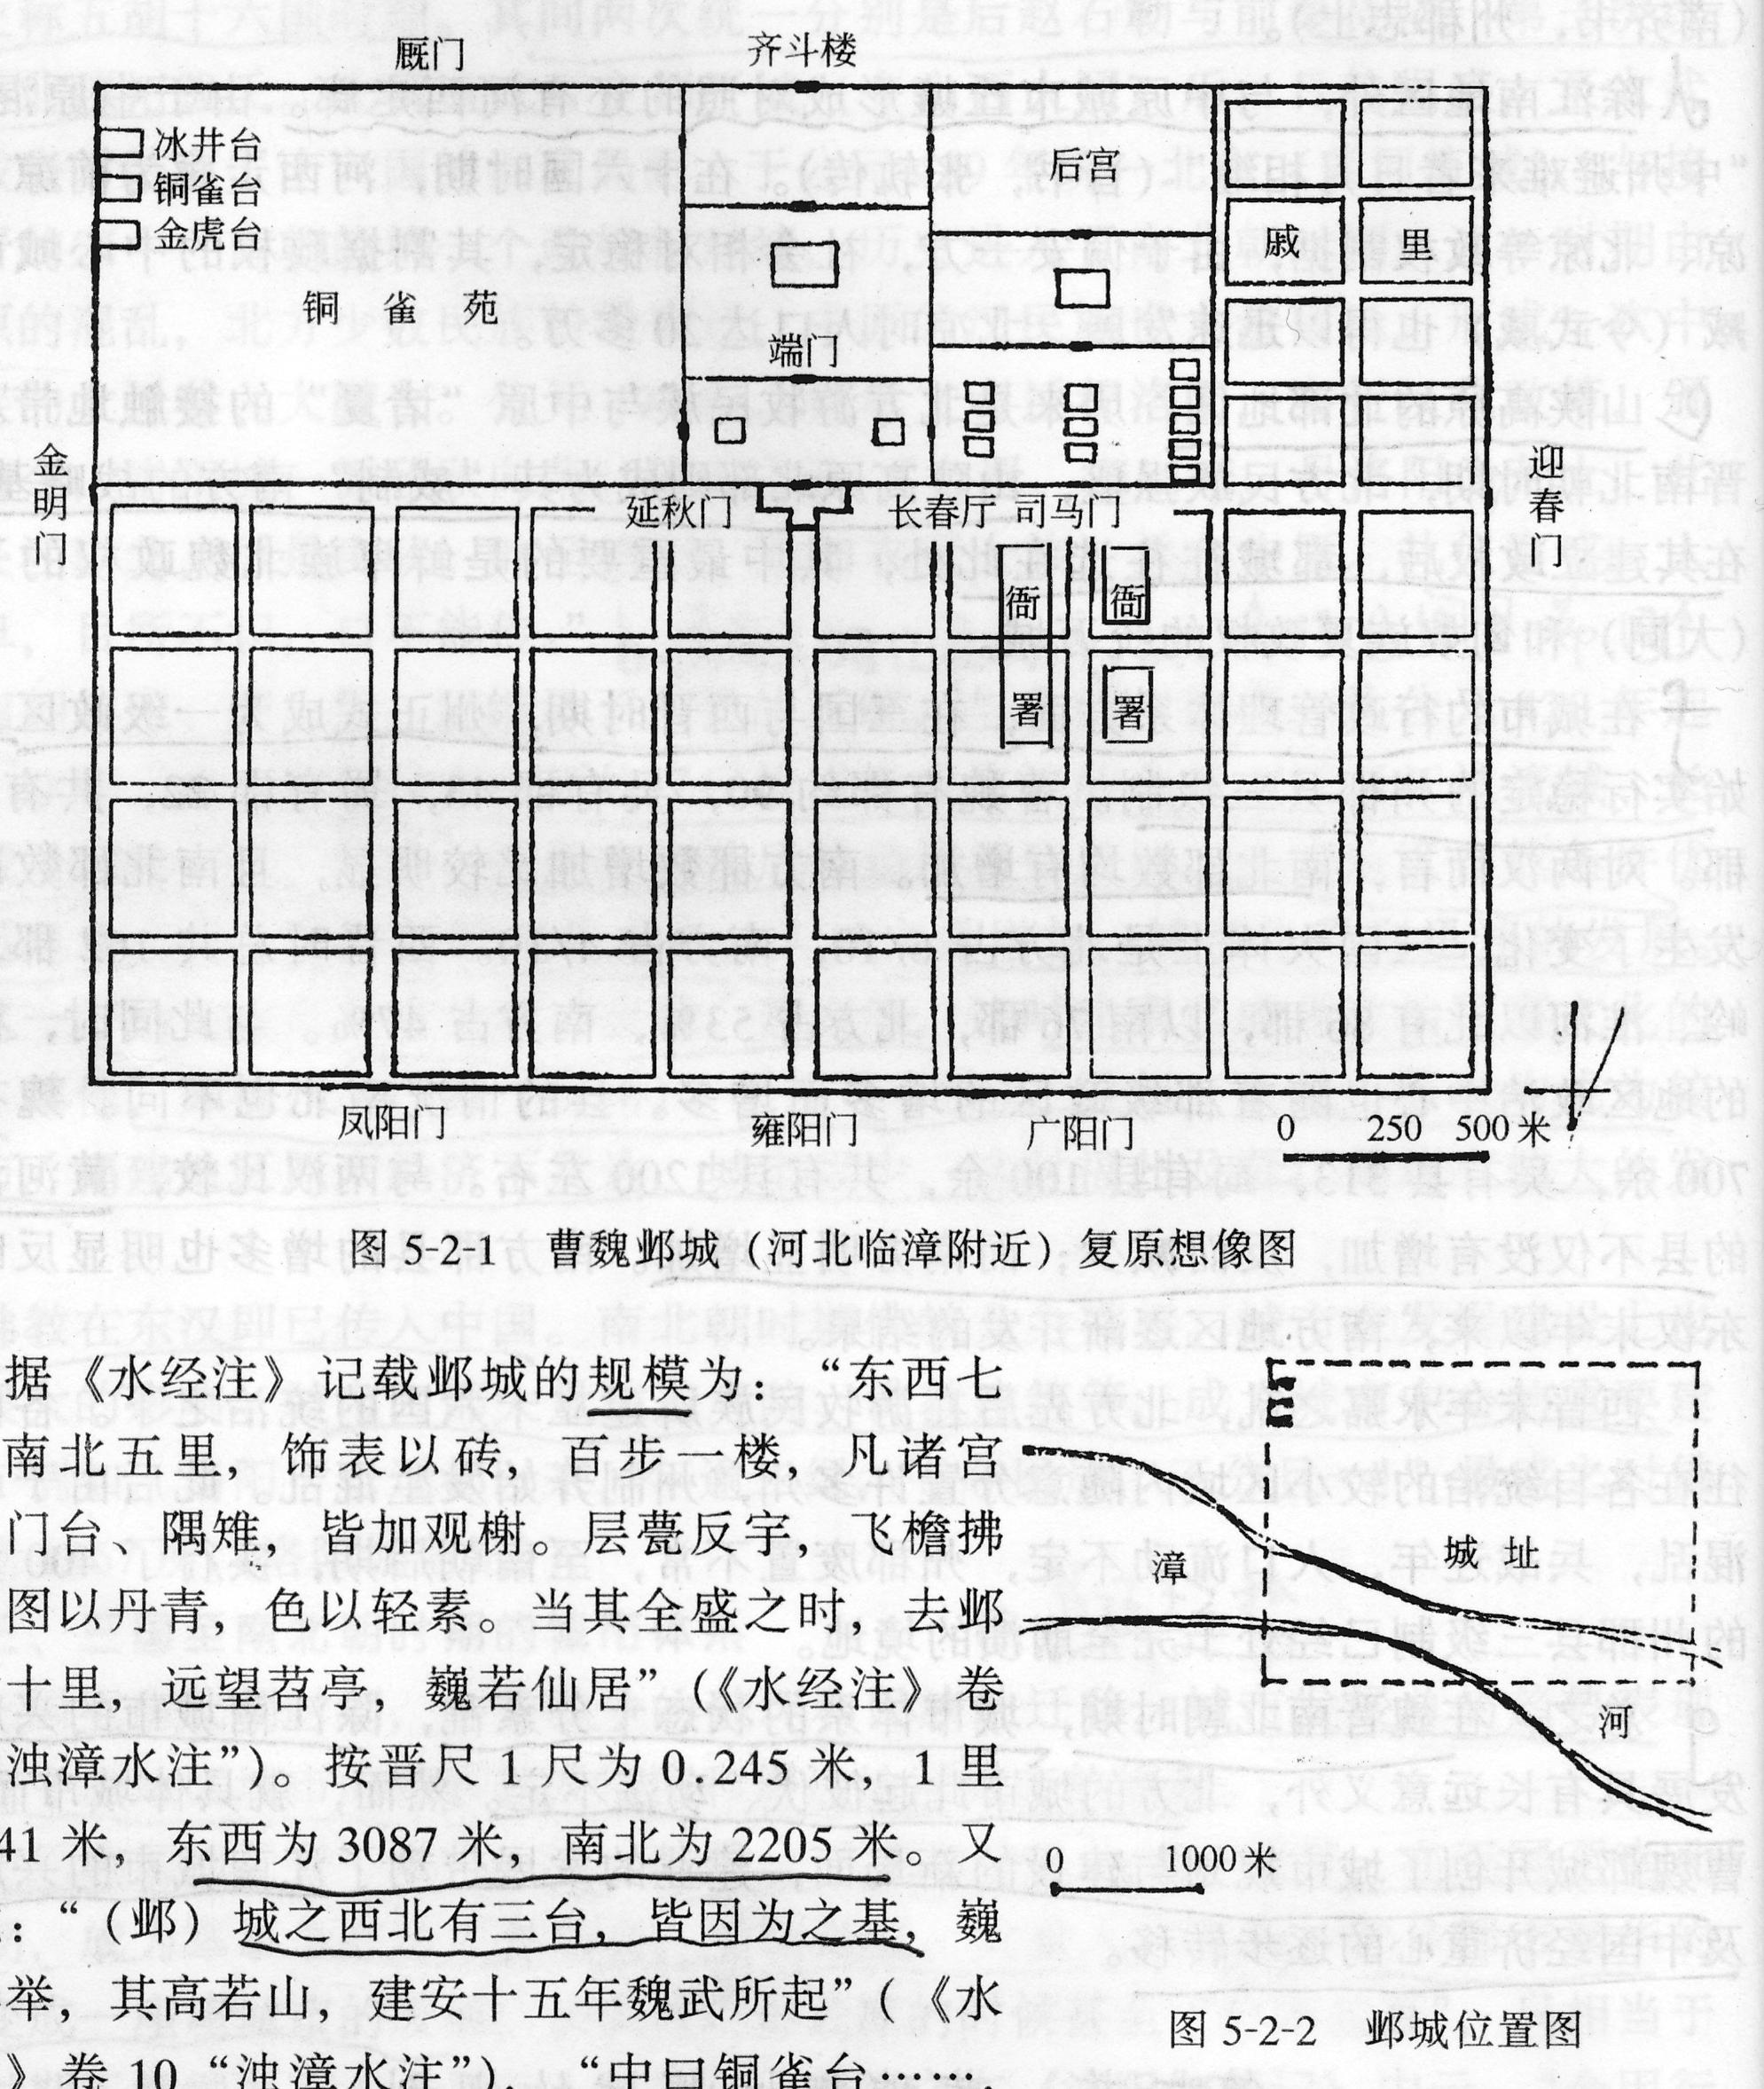 厩门 齐斗楼
冰井台
铜雀台
金虎台
后宫
戚 里
铜 雀 苑
端门
金明门
迎春门
延秋门 长春厅 司马门
衙 衙
署 署
凤阳门 雍阳门 广阳门
0 250 500 米
图 5-2-1 曹魏邺城（河北临漳附近）复原想像图
据《水经注》记载邺城的规模为：“东西七
南北五里，饰表以砖，百步一楼，凡诸宫
门台、隅雉，皆加观榭。层甍反宇，飞檐拂
图以丹青，色以轻素。当其全盛之时，去邺
十里，远望苕亭，巍若仙居”（《水经注》卷
浊漳水注”）。按晋尺 1 尺为 0.245 米，1 里
41 米，东西为 3087 米，南北为 2205 米。又
：“（邺）城之西北有三台，皆因为之基，巍
举，其高若山，建安十五年魏武所起”（《水
》卷 10 “浊漳水注”），“中曰铜雀台……，
城 址
漳
河
0 1000 米
图 5-2-2 邺城位置图